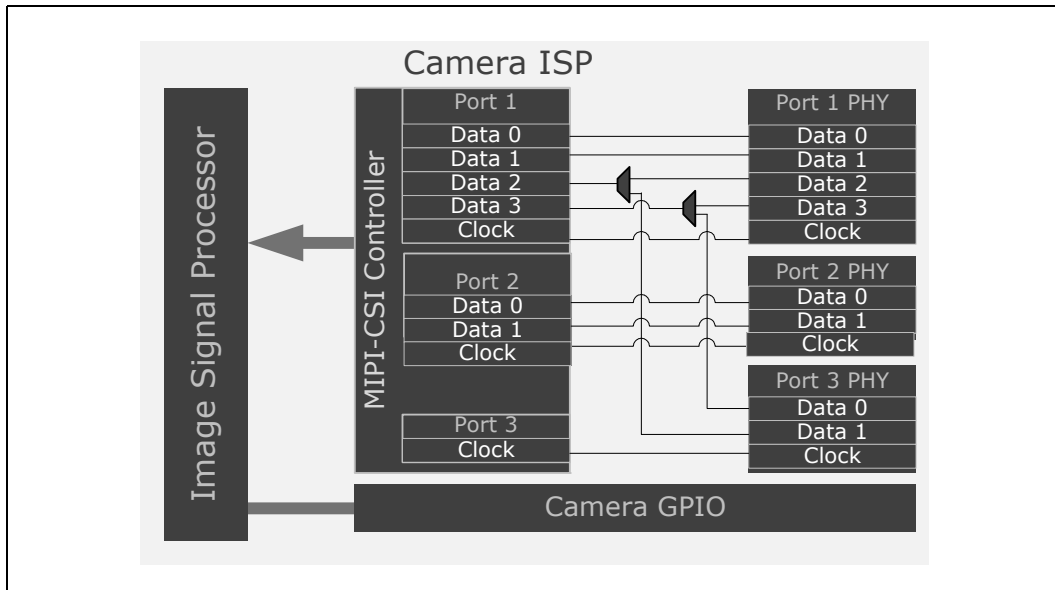 Camera ISP
Image Signal Processor
MIPI-CSI Controller
Port 1
Data 0
Data 1
Data 2
Data 3
Clock
Port 2
Data 0
Data 1
Clock
Port 3
Clock
Port 1 PHY
Data 0
Data 1
Data 2
Data 3
Clock
Port 2 PHY
Data 0
Data 1
Clock
Port 3 PHY
Data 0
Data 1
Clock
Camera GPIO